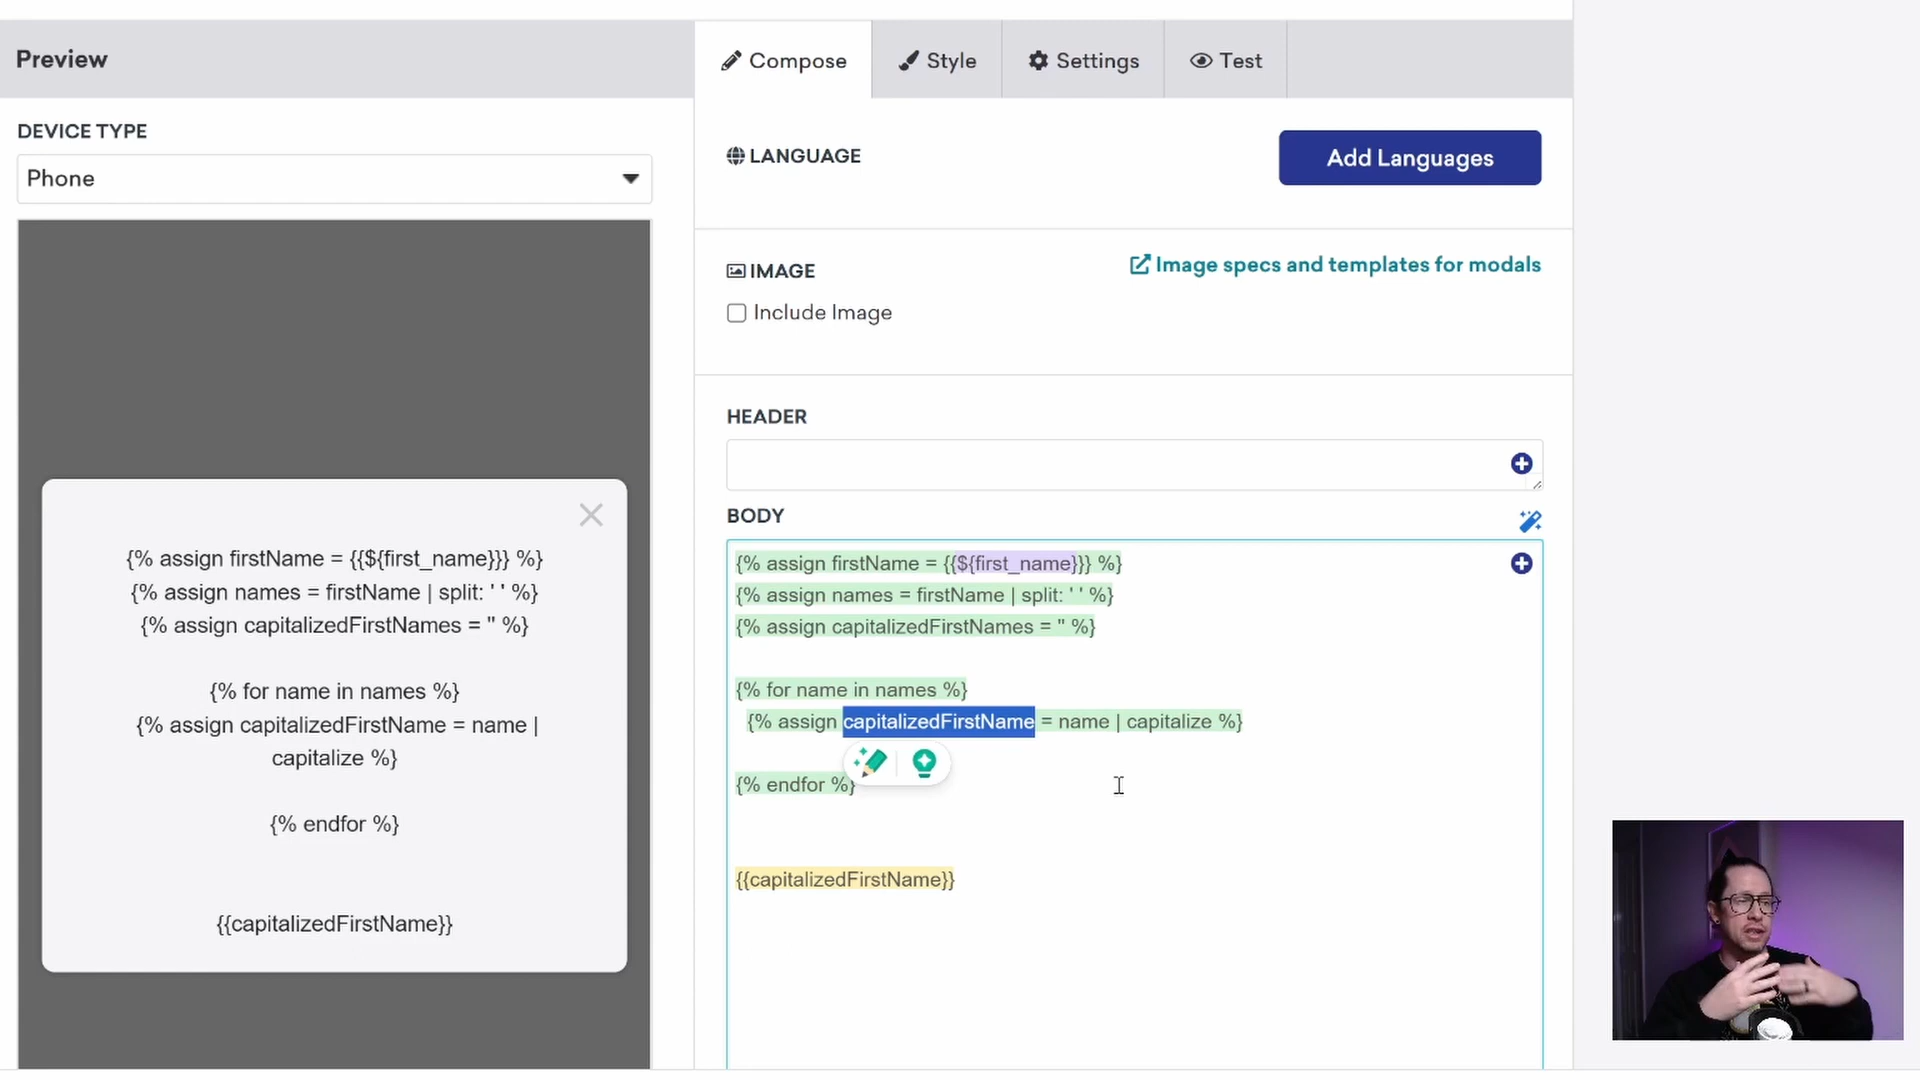 Preview
DEVICE TYPE
Phone
{% assign firstName = {{${first_name}}} %}
{% assign names = firstName | split: ' ' %}
{% assign capitalizedFirstNames = '' %}
{% for name in names %}
{% assign capitalizedFirstName = name |
capitalize %}
{% endfor %}
{{capitalizedFirstName}}
Compose
Style
Settings
Test
LANGUAGE
Add Languages
IMAGE
Image specs and templates for modals
Include Image
HEADER
BODY
{% assign firstName = {{${first_name}}} %}
{% assign names = firstName | split: ' ' %}
{% assign capitalizedFirstNames = '' %}
{% for name in names %}
{% assign capitalizedFirstName = name | capitalize %}
{% endfor %}
{{capitalizedFirstName}}